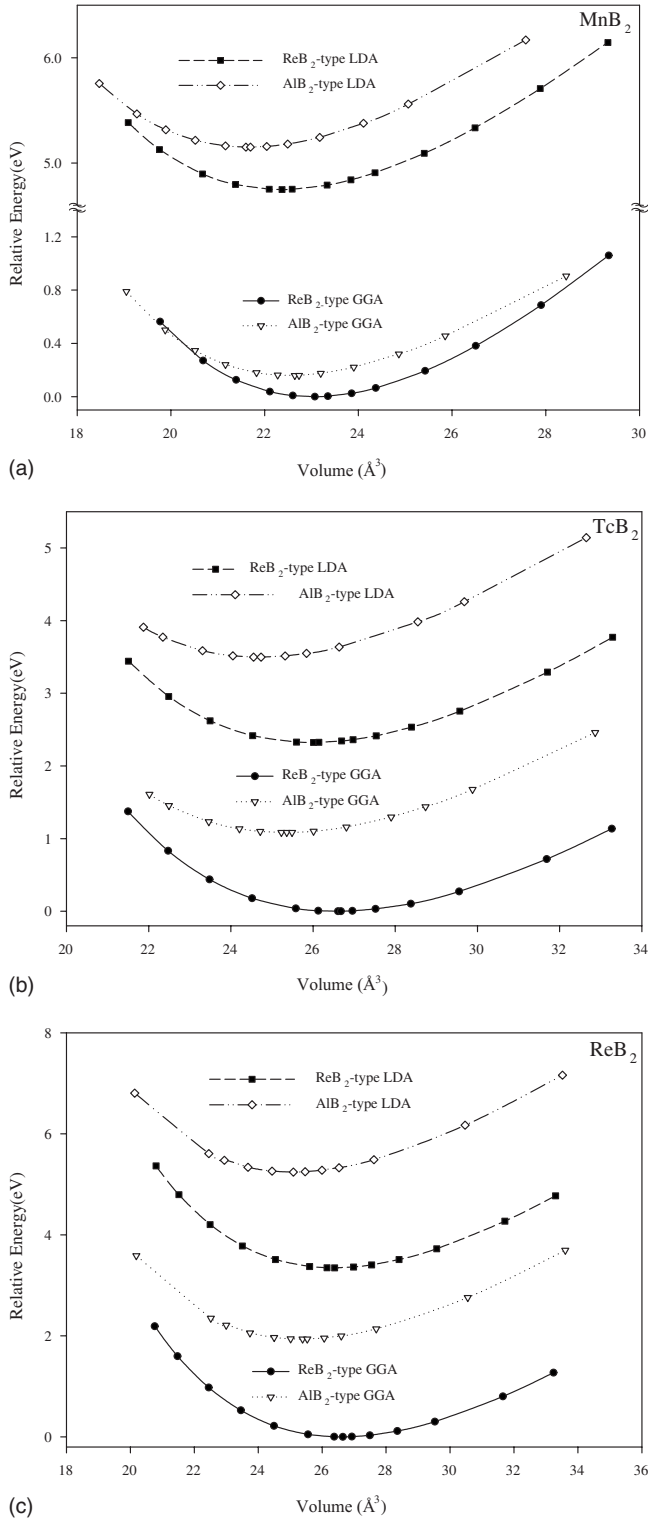 MnB₂
ReB₂-type LDA
AlB₂-type LDA
6.0
5.0
1.2
0.8
0.4
0.0
Relative Energy(eV)
ReB₂-type GGA
AlB₂-type GGA
18 20 22 24 26 28 30
(a)
Volume (Å³)
TcB₂
ReB₂-type LDA
AlB₂-type LDA
5
4
3
2
1
0
Relative Energy(eV)
ReB₂-type GGA
AlB₂-type GGA
20 22 24 26 28 30 32 34
(b)
Volume (Å³)
ReB₂
ReB₂-type LDA
AlB₂-type LDA
8
6
4
2
0
Relative Energy(eV)
ReB₂-type GGA
AlB₂-type GGA
18 20 22 24 26 28 30 32 34 36
(c)
Volume (Å³)